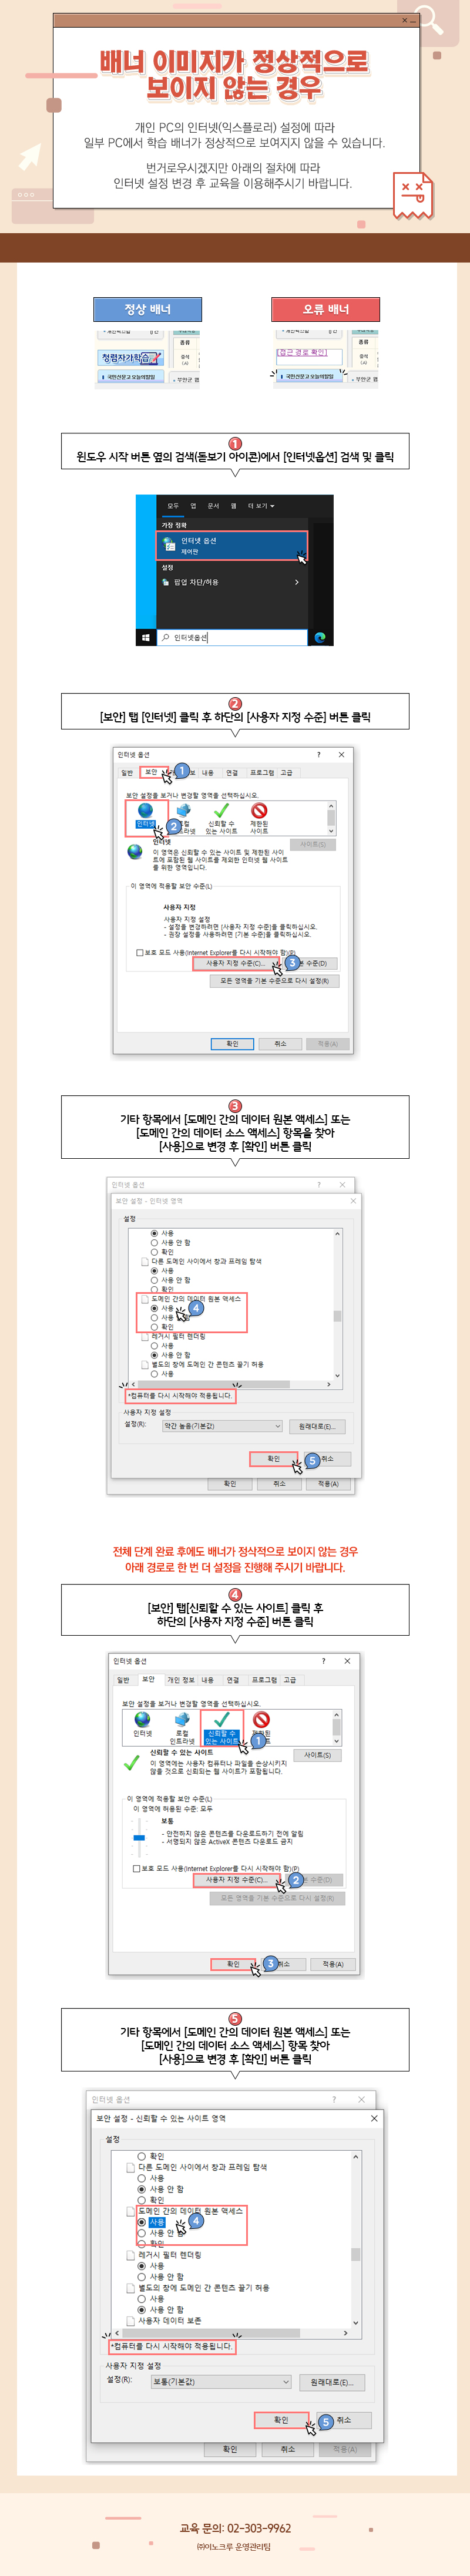 배너 이미지가 정상적으로
보이지 않는 경우
개인 PC의 인터넷(익스플로러) 설정에 따라
일부 PC에서 학습 배너가 정상적으로 보여지지 않을 수 있습니다.
번거로우시겠지만 아래의 절차에 따라
인터넷 설정 변경 후 교육을 이용해주시기 바랍니다.
정상 배너
오류 배너
종류
청렴자가학습
출석
(A)
국민신문고 오늘의할일
부안군 웹
종류
[접근 경로 확인]
출석
(A)
국민신문고 오늘의할일
부안군 웹
1
윈도우 시작 버튼 옆의 검색(돋보기 아이콘)에서 [인터넷옵션] 검색 및 클릭
모두 앱 문서 웹 더 보기
가장 정확
인터넷 옵션
제어판
설정
팝업 차단/허용
인터넷옵션
2
[보안] 탭 [인터넷] 클릭 후 하단의 [사용자 지정 수준] 버튼 클릭
인터넷 옵션 ?
일반 보안 1 보 내용 연결 프로그램 고급
보안 설정을 보거나 변경할 영역을 선택하십시오.
인터넷 2 로컬 인트라넷 신뢰할 수 있는 사이트 제한된 사이트
인터넷 사이트(S)
이 영역은 신뢰할 수 있는 사이트 및 제한된 사이
트에 포함된 웹 사이트를 제외한 인터넷 웹 사이트
를 위한 영역입니다.
이 영역에 적용할 보안 수준(L)
사용자 지정
사용자 지정 설정
- 설정을 변경하려면 [사용자 지정 수준]를 클릭하십시오.
- 권장 설정을 사용하려면 [기본 수준]를 클릭하십시오.
보호 모드 사용(Internet Explorer를 다시 시작해야 함)(P)
사용자 지정 수준(C)... 3 본 수준(D)
모든 영역을 기본 수준으로 다시 설정(R)
확인 취소 적용(A)
3
기타 항목에서 [도메인 간의 데이터 원본 액세스] 또는
[도메인 간의 데이터 소스 액세스] 항목을 찾아
[사용]으로 변경 후 [확인] 버튼 클릭
인터넷 옵션 ?
보안 설정 - 인터넷 영역
설정
사용
사용 안 함
확인
다른 도메인 사이에서 창과 프레임 탐색
사용
사용 안 함
확인
도메인 간의 데이터 원본 액세스
사용 4
사용 함
확인
레거시 필터 렌더링
사용
사용 안 함
별도의 창에 도메인 간 콘텐츠 끌기 허용
사용
*컴퓨터를 다시 시작해야 적용됩니다.
사용자 지정 설정
설정(R): 약간 높음(기본값) 원래대로(E)...
확인 5 취소
확인 취소 적용(A)
전체 단계 완료 후에도 배너가 정삭적으로 보이지 않는 경우
아래 경로로 한 번 더 설정을 진행해 주시기 바랍니다.
4
[보안] 탭[신뢰할 수 있는 사이트] 클릭 후
하단의 [사용자 지정 수준] 버튼 클릭
인터넷 옵션 ?
일반 보안 개인 정보 내용 연결 프로그램 고급
보안 설정을 보거나 변경할 영역을 선택하십시오.
인터넷 로컬 인트라넷 신뢰할 수 있는 사이트 1 제한된
신뢰할 수 있는 사이트 사이트(S)
이 영역에는 사용자 컴퓨터나 파일을 손상시키지
않을 것으로 신뢰되는 웹 사이트가 포함됩니다.
이 영역에 적용할 보안 수준(L)
이 영역에 허용된 수준: 모두
보통
- 안전하지 않은 콘텐츠를 다운로드하기 전에 알림
- 서명되지 않은 ActiveX 콘텐츠 다운로드 금지
보호 모드 사용(Internet Explorer를 다시 시작해야 함)(P)
사용자 지정 수준(C)... 2 수준(D)
모든 영역을 기본 수준으로 다시 설정(R)
확인 3 취소 적용(A)
5
기타 항목에서 [도메인 간의 데이터 원본 액세스] 또는
[도메인 간의 데이터 소스 액세스] 항목 찾아
[사용]으로 변경 후 [확인] 버튼 클릭
인터넷 옵션 ?
보안 설정 - 신뢰할 수 있는 사이트 영역
설정
확인
다른 도메인 사이에서 창과 프레임 탐색
사용
사용 안 함
확인
도메인 간의 데이터 원본 액세스
사용 4
사용 안 함
확인
레거시 필터 렌더링
사용
사용 안 함
별도의 창에 도메인 간 콘텐츠 끌기 허용
사용
사용 안 함
사용자 데이터 보존
*컴퓨터를 다시 시작해야 적용됩니다.
사용자 지정 설정
설정(R): 보통(기본값) 원래대로(E)...
확인 5 취소
확인 취소 적용(A)
교육 문의: 02-303-9962
㈜이노크루 운영관리팀